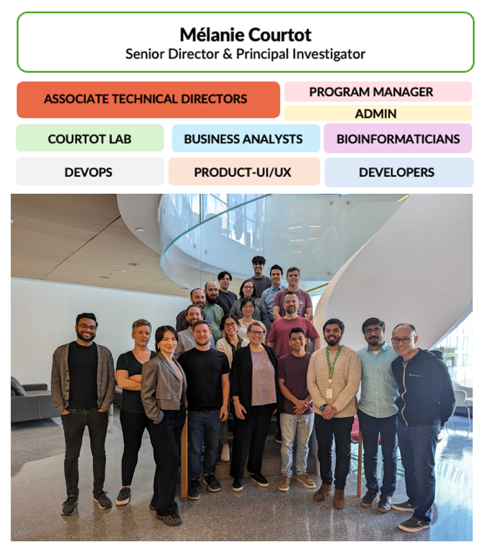 Mélanie Courtot
Senior Director & Principal Investigator
ASSOCIATE TECHNICAL DIRECTORS
PROGRAM MANAGER
ADMIN
COURTOT LAB
BUSINESS ANALYSTS
BIOINFORMATICIANS
DEVOPS
PRODUCT-UI/UX
DEVELOPERS